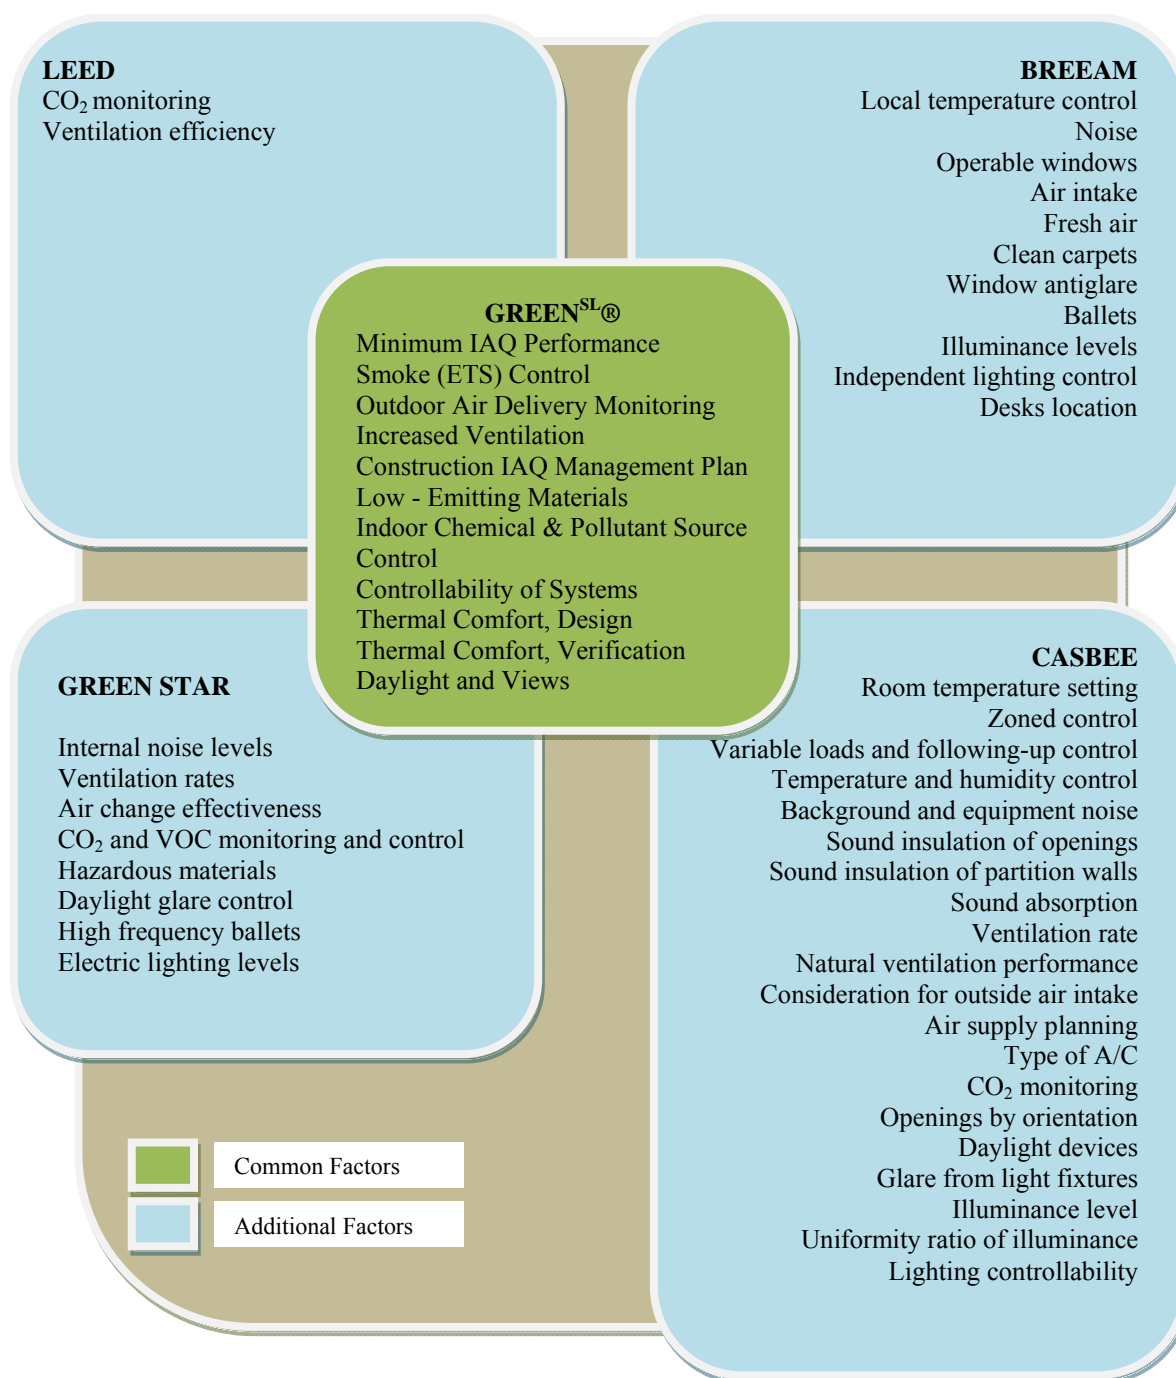 LEED
CO₂ monitoring
Ventilation efficiency
BREEAM
Local temperature control
Noise
Operable windows
Air intake
Fresh air
Clean carpets
Window antiglare
Ballets
Illuminance levels
Independent lighting control
Desks location
GREENˢᴸ®
Minimum IAQ Performance
Smoke (ETS) Control
Outdoor Air Delivery Monitoring
Increased Ventilation
Construction IAQ Management Plan
Low - Emitting Materials
Indoor Chemical & Pollutant Source
Control
Controllability of Systems
Thermal Comfort, Design
Thermal Comfort, Verification
Daylight and Views
GREEN STAR
Internal noise levels
Ventilation rates
Air change effectiveness
CO₂ and VOC monitoring and control
Hazardous materials
Daylight glare control
High frequency ballets
Electric lighting levels
CASBEE
Room temperature setting
Zoned control
Variable loads and following-up control
Temperature and humidity control
Background and equipment noise
Sound insulation of openings
Sound insulation of partition walls
Sound absorption
Ventilation rate
Natural ventilation performance
Consideration for outside air intake
Air supply planning
Type of A/C
CO₂ monitoring
Openings by orientation
Daylight devices
Glare from light fixtures
Illuminance level
Uniformity ratio of illuminance
Lighting controllability
Common Factors
Additional Factors